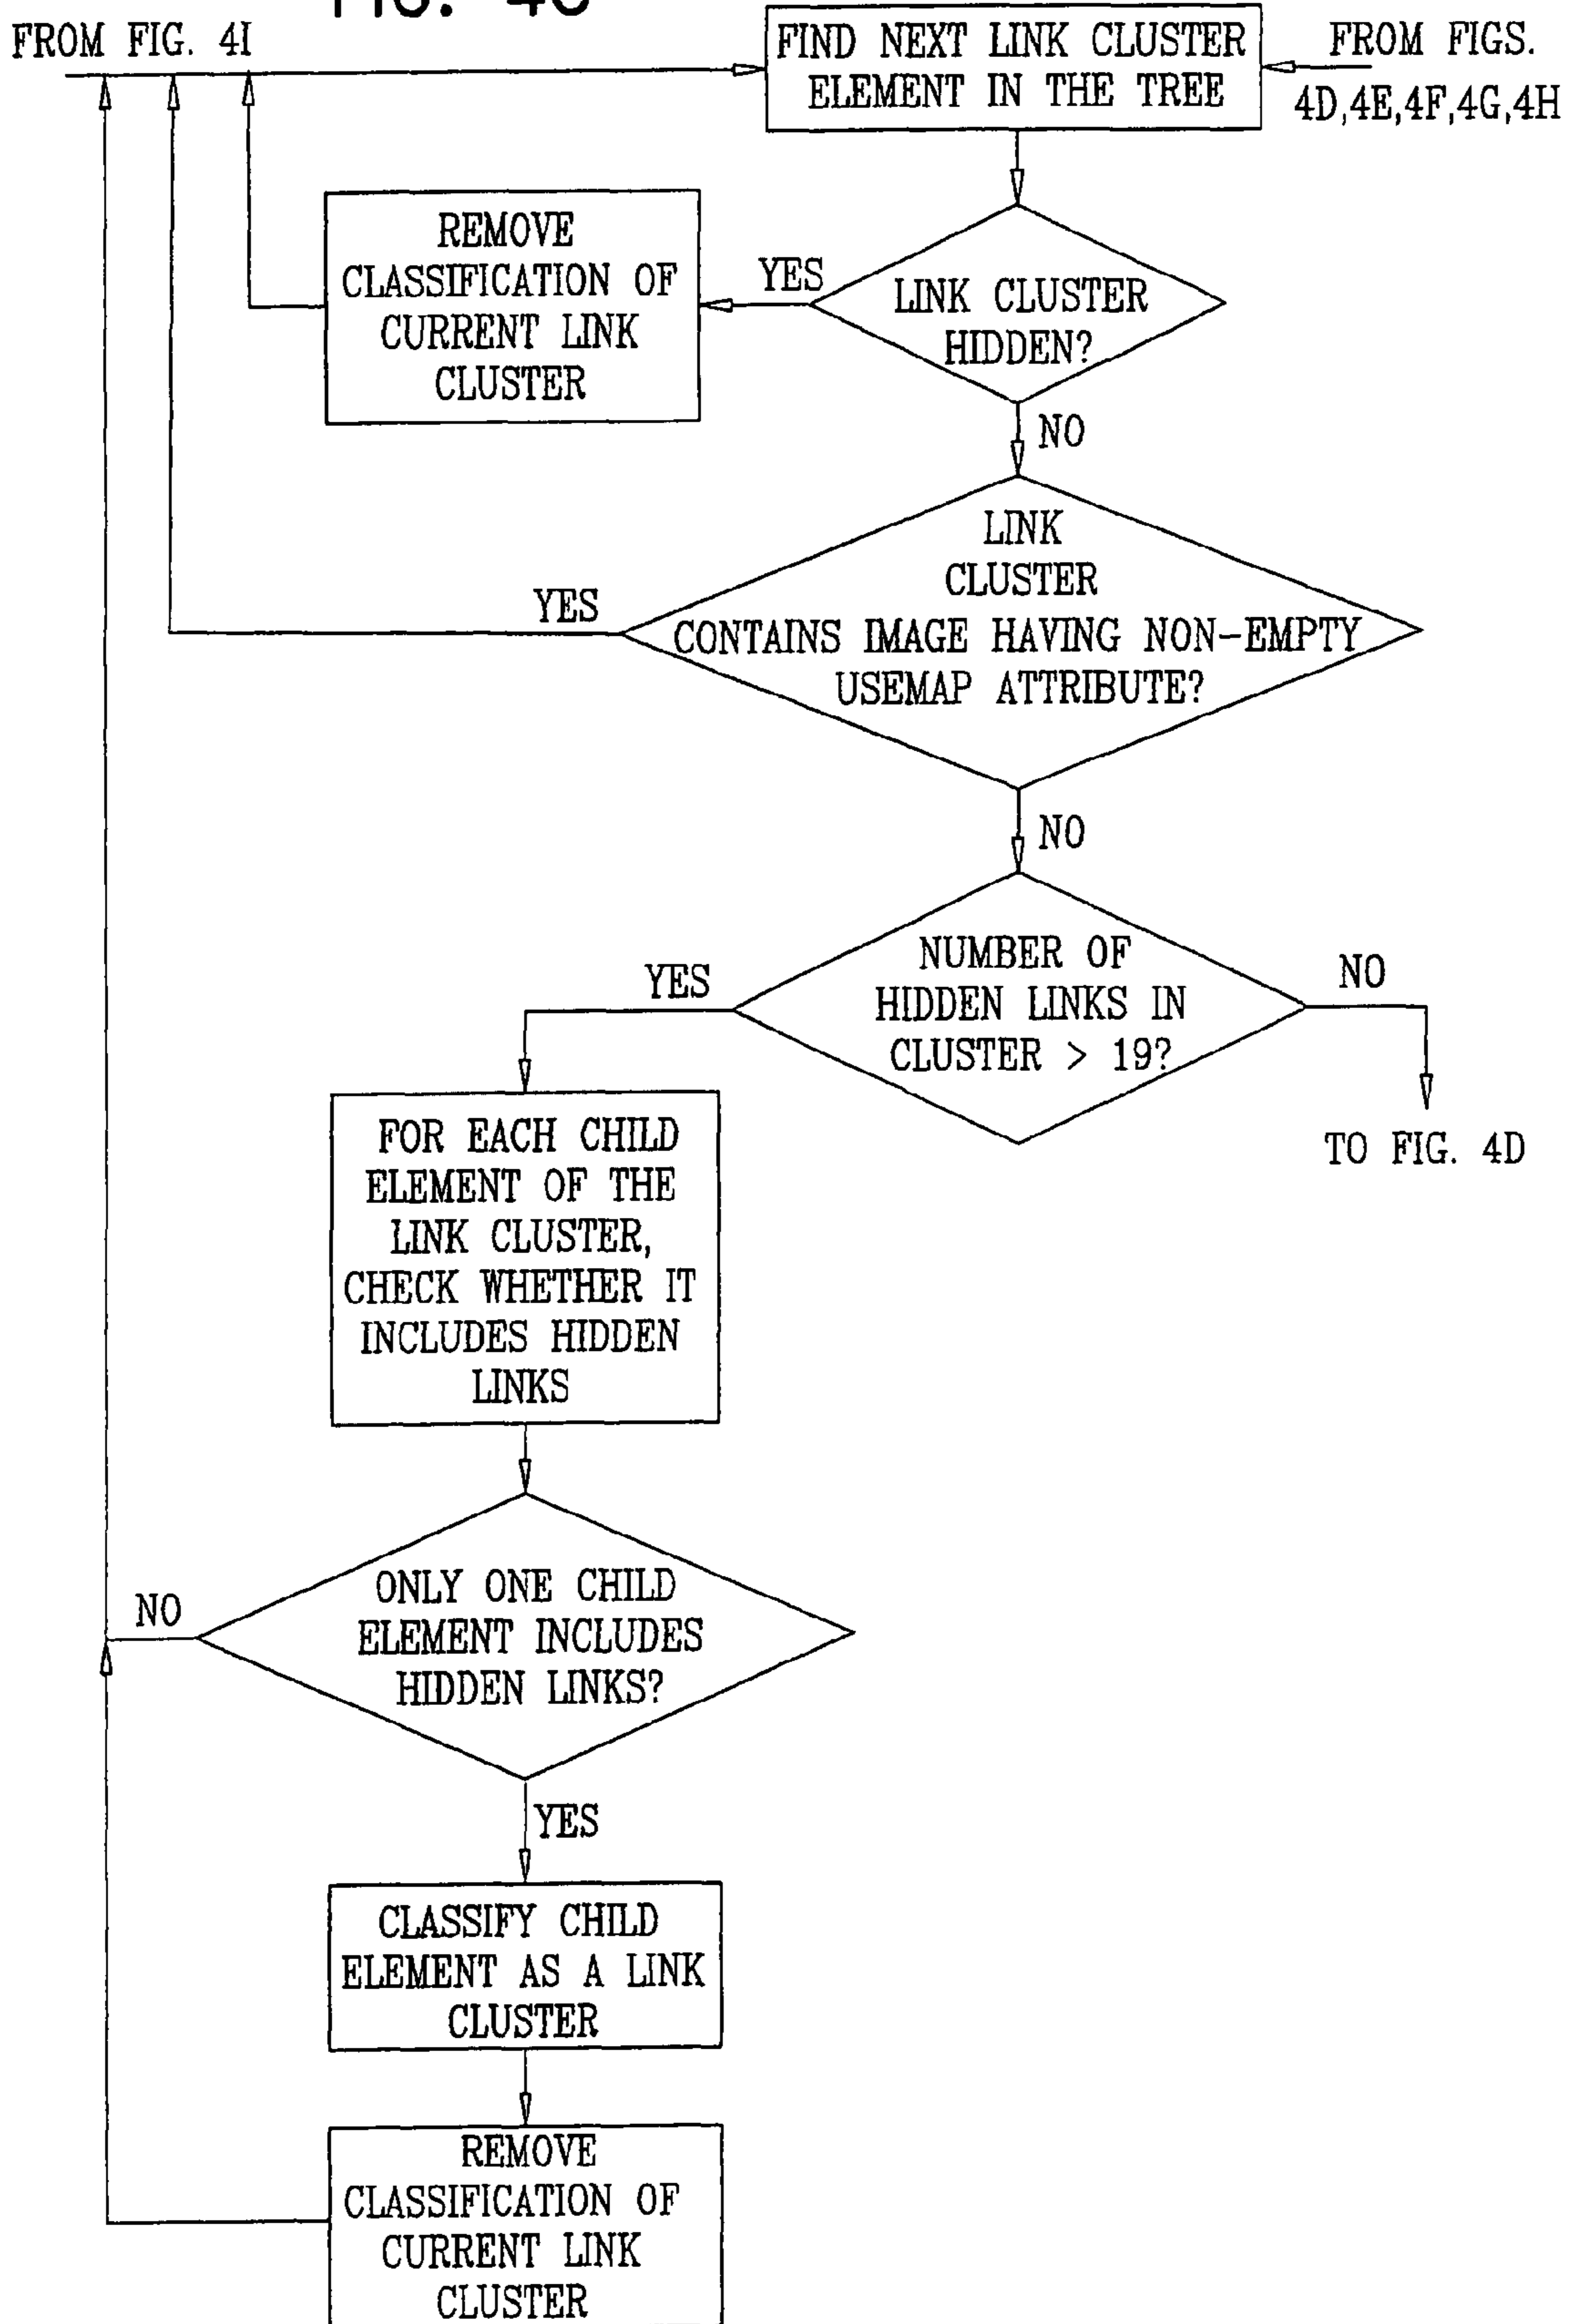 FIG. 4C
FROM FIG. 4I
FIND NEXT LINK CLUSTER
ELEMENT IN THE TREE
FROM FIGS.
4D,4E,4F,4G,4H
REMOVE
CLASSIFICATION OF
CURRENT LINK
CLUSTER
YES
LINK CLUSTER
HIDDEN?
NO
LINK
CLUSTER
CONTAINS IMAGE HAVING NON-EMPTY
USEMAP ATTRIBUTE?
YES
NO
NUMBER OF
HIDDEN LINKS IN
CLUSTER > 19?
YES
NO
TO FIG. 4D
FOR EACH CHILD
ELEMENT OF THE
LINK CLUSTER,
CHECK WHETHER IT
INCLUDES HIDDEN
LINKS
ONLY ONE CHILD
ELEMENT INCLUDES
HIDDEN LINKS?
NO
YES
CLASSIFY CHILD
ELEMENT AS A LINK
CLUSTER
REMOVE
CLASSIFICATION OF
CURRENT LINK
CLUSTER